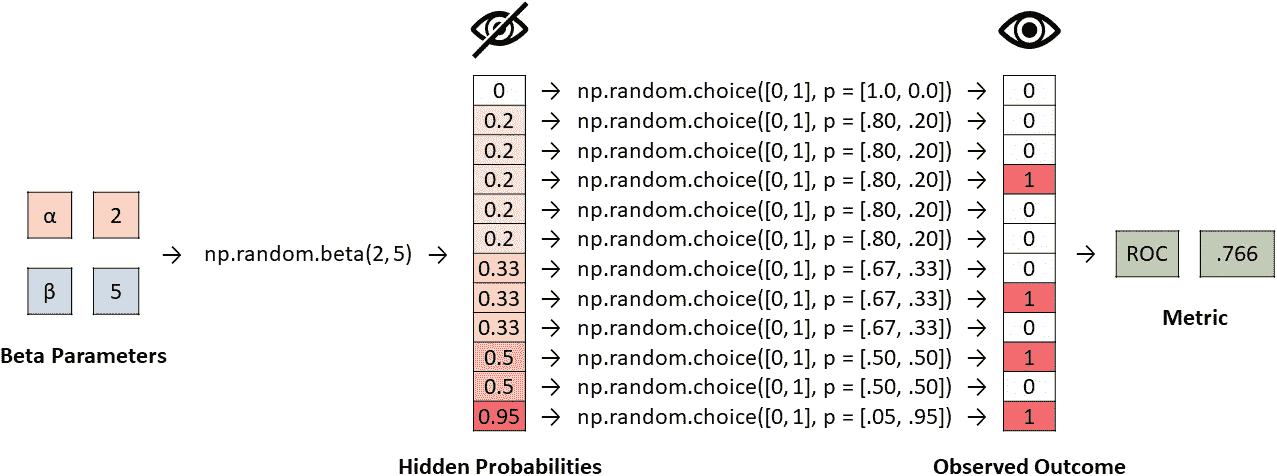 0 → np.random.choice([0, 1], p = [1.0, 0.0]) → 0
0.2 → np.random.choice([0, 1], p = [.80, .20]) → 0
0.2 → np.random.choice([0, 1], p = [.80, .20]) → 0
0.2 → np.random.choice([0, 1], p = [.80, .20]) → 1
0.2 → np.random.choice([0, 1], p = [.80, .20]) → 0
0.2 → np.random.choice([0, 1], p = [.80, .20]) → 0
0.33 → np.random.choice([0, 1], p = [.67, .33]) → 0
0.33 → np.random.choice([0, 1], p = [.67, .33]) → 1
0.33 → np.random.choice([0, 1], p = [.67, .33]) → 0
0.5 → np.random.choice([0, 1], p = [.50, .50]) → 1
0.5 → np.random.choice([0, 1], p = [.50, .50]) → 0
0.95 → np.random.choice([0, 1], p = [.05, .95]) → 1
α 2
→ np.random.beta(2, 5) →
β 5
Beta Parameters
Hidden Probabilities
Observed Outcome
→ ROC .766
Metric